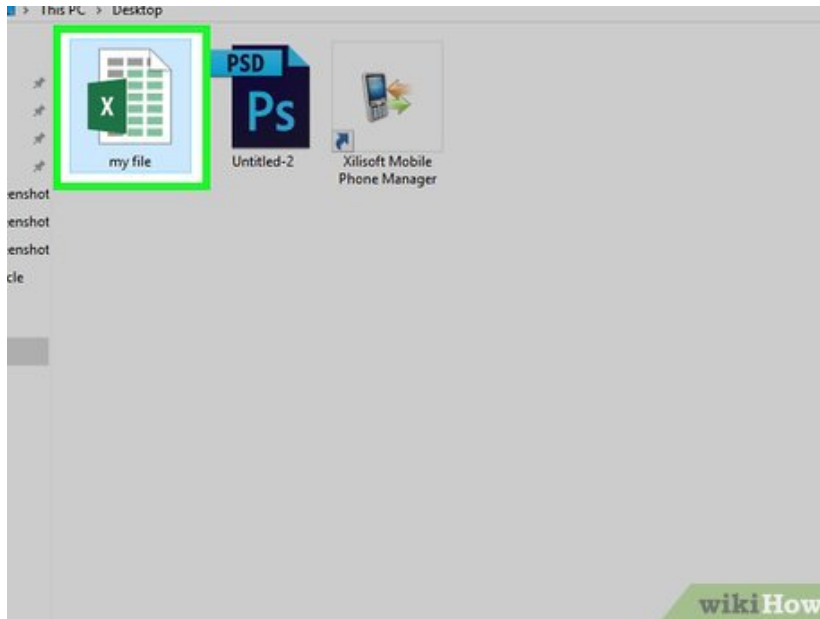 > This PC > Desktop
X
my file
PSD
Ps
Untitled-2
Xilisoft Mobile
Phone Manager
enshot
enshot
enshot
cle
wikiHow